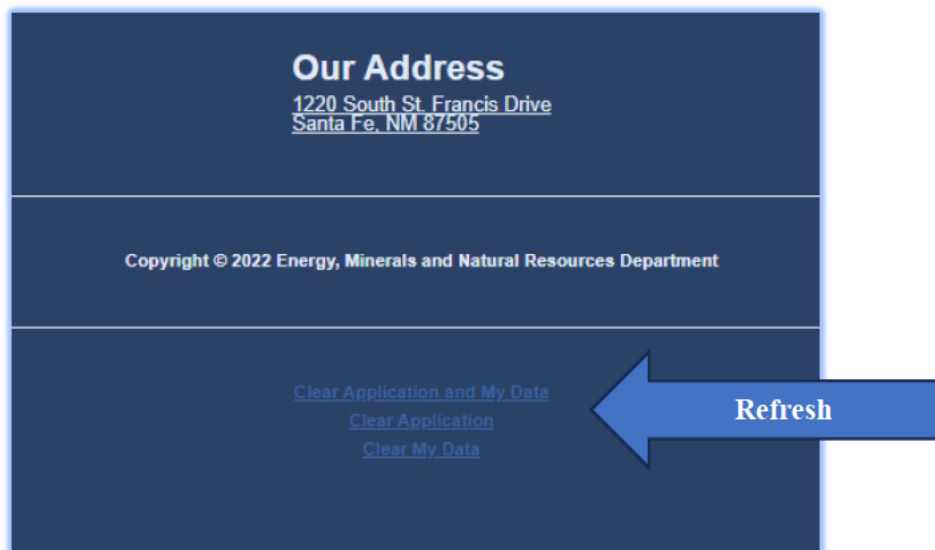 Our Address
1220 South St. Francis Drive
Santa Fe, NM 87505
Copyright © 2022 Energy, Minerals and Natural Resources Department
Clear Application and My Data
Refresh
Clear Application
Clear My Data